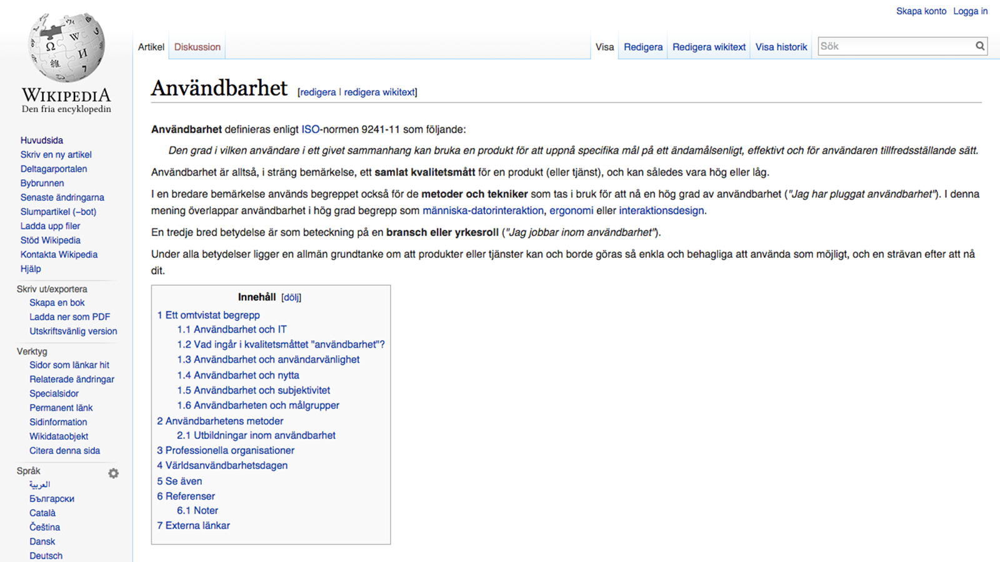 Skapa konto Logga in
WIKIPEDIA
Den fria encyklopedin
Artikel Diskussion Visa Redigera Redigera wikitext Visa historik Sök
Huvudsida
Skriv en ny artikel
Deltagarportalen
Bybrunnen
Senaste ändringarna
Slumpartikel (–bot)
Ladda upp filer
Stöd Wikipedia
Kontakta Wikipedia
Hjälp
Skriv ut/exportera
Skapa en bok
Ladda ner som PDF
Utskriftsvänlig version
Verktyg
Sidor som länkar hit
Relaterade ändringar
Specialsidor
Permanent länk
Sidinformation
Wikidataobjekt
Citera denna sida
Språk
العربية
Български
Català
Čeština
Dansk
Deutsch
Användbarhet [redigera | redigera wikitext]
Användbarhet definieras enligt ISO-normen 9241-11 som följande:
Den grad i vilken användare i ett givet sammanhang kan bruka en produkt för att uppnå specifika mål på ett ändamålsenligt, effektivt och för användaren tillfredsställande sätt.
Användbarhet är alltså, i sträng bemärkelse, ett samlat kvalitetsmått för en produkt (eller tjänst), och kan således vara hög eller låg.
I en bredare bemärkelse används begreppet också för de metoder och tekniker som tas i bruk för att nå en hög grad av användbarhet ("Jag har pluggat användbarhet"). I denna
mening överlappar användbarhet i hög grad begrepp som människa-datorinteraktion, ergonomi eller interaktionsdesign.
En tredje bred betydelse är som beteckning på en bransch eller yrkesroll ("Jag jobbar inom användbarhet").
Under alla betydelser ligger en allmän grundtanke om att produkter eller tjänster kan och borde göras så enkla och behagliga att använda som möjligt, och en strävan efter att nå
dit.
Innehåll [dölj]
1 Ett omtvistat begrepp
1.1 Användbarhet och IT
1.2 Vad ingår i kvalitetsmåttet "användbarhet"?
1.3 Användbarhet och användarvänlighet
1.4 Användbarhet och nytta
1.5 Användbarhet och subjektivitet
1.6 Användbarheten och målgrupper
2 Användbarhetens metoder
2.1 Utbildningar inom användbarhet
3 Professionella organisationer
4 Världsanvändbarhetsdagen
5 Se även
6 Referenser
6.1 Noter
7 Externa länkar